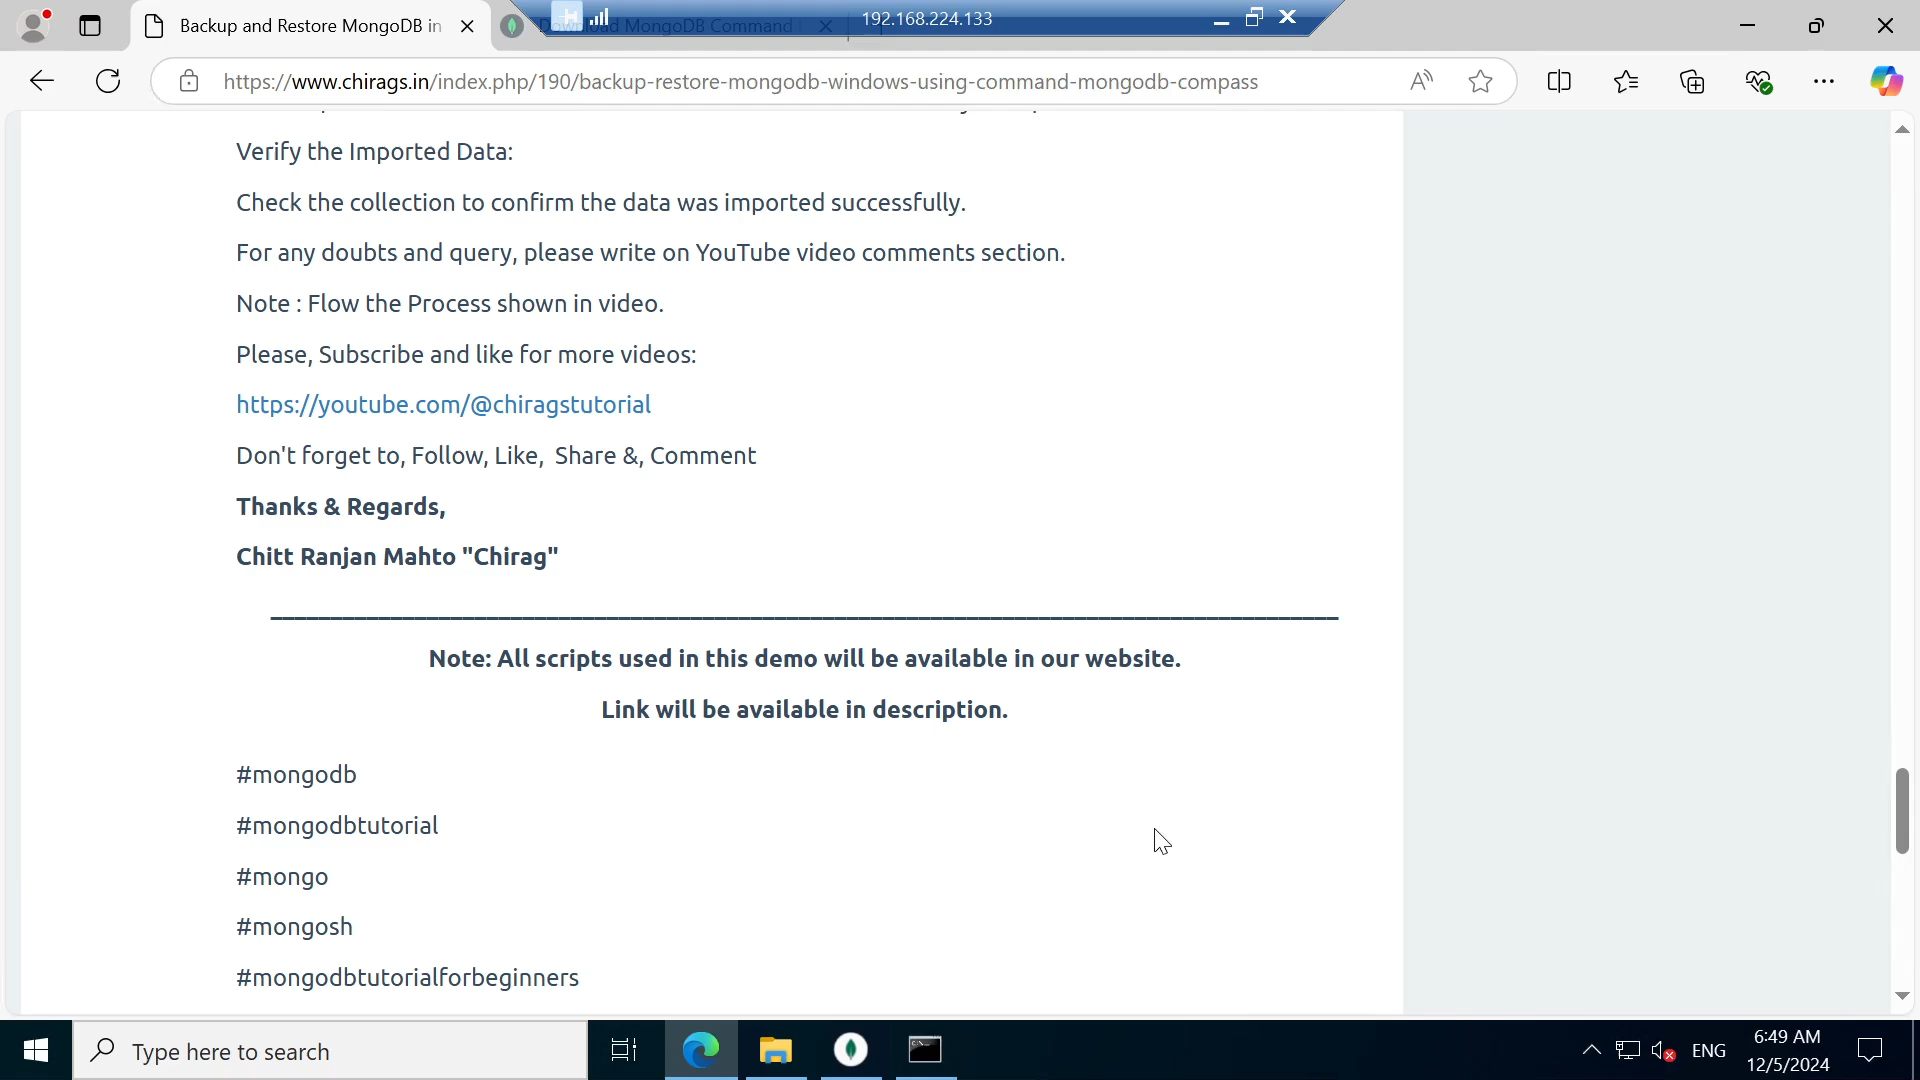 Backup and Restore MongoDB in
Download MongoDB Command
192.168.224.133
https://www.chirags.in/index.php/190/backup-restore-mongodb-windows-using-command-mongodb-compass
Verify the Imported Data:
Check the collection to confirm the data was imported successfully.
For any doubts and query, please write on YouTube video comments section.
Note : Flow the Process shown in video.
Please, Subscribe and like for more videos:
https://youtube.com/@chiragstutorial
Don't forget to, Follow, Like, Share &, Comment
Thanks & Regards,
Chitt Ranjan Mahto "Chirag"
Note: All scripts used in this demo will be available in our website.
Link will be available in description.
#mongodb
#mongodbtutorial
#mongo
#mongosh
#mongodbtutorialforbeginners
Type here to search
ENG
6:49 AM
12/5/2024